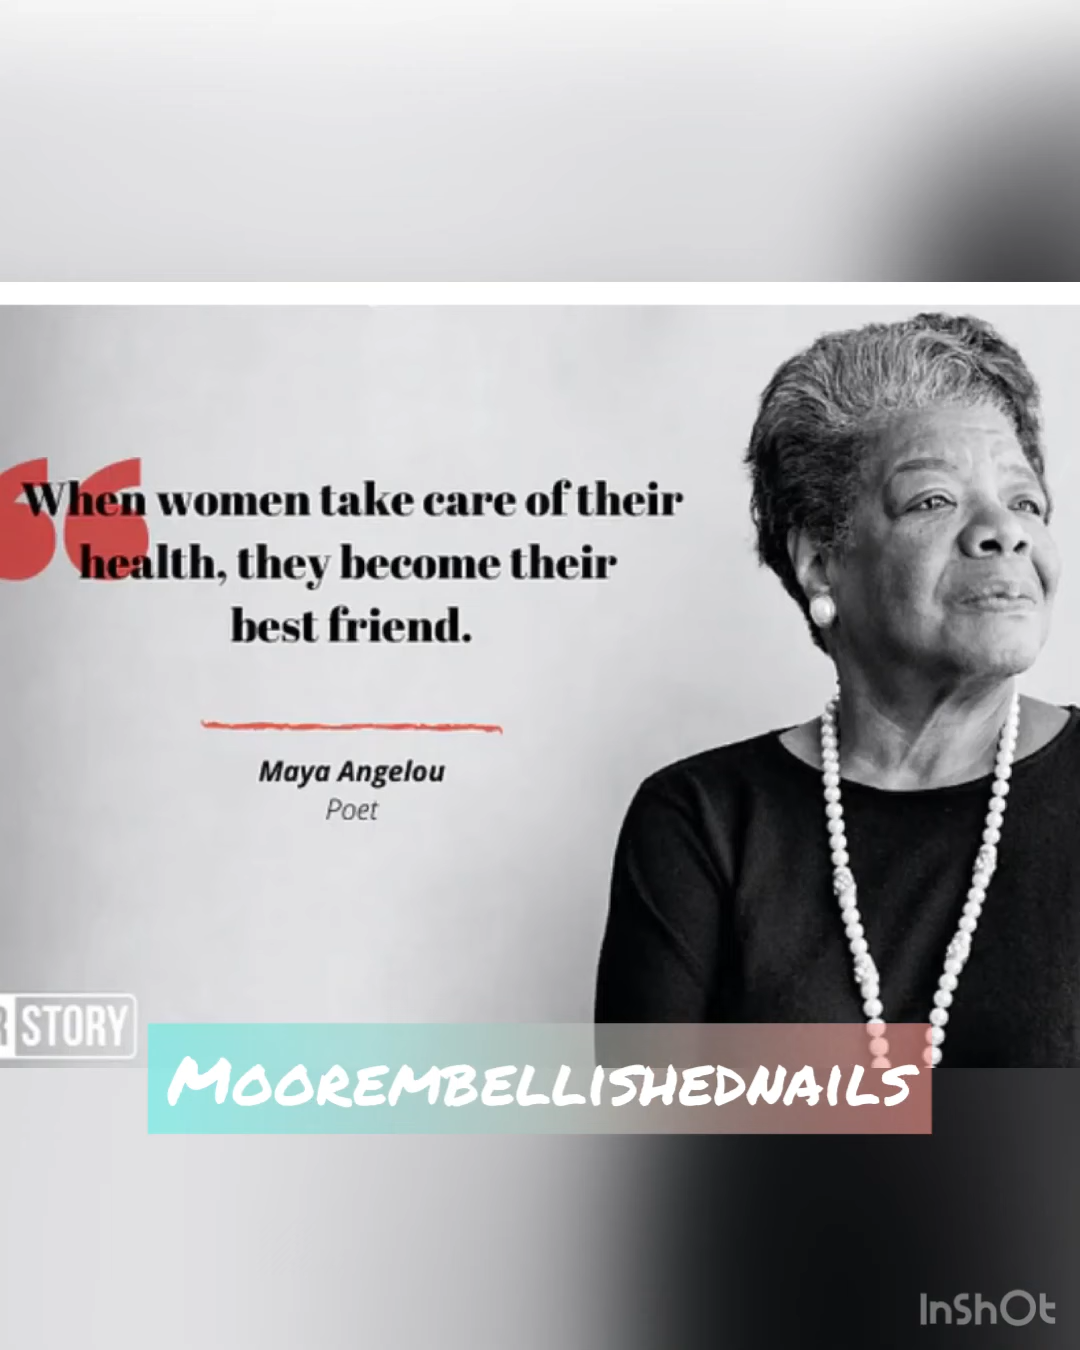 When women take care of their
health, they become their
best friend.
Maya Angelou
Poet
STORY
MOOREMBELLISHEDNAILS
InShOt